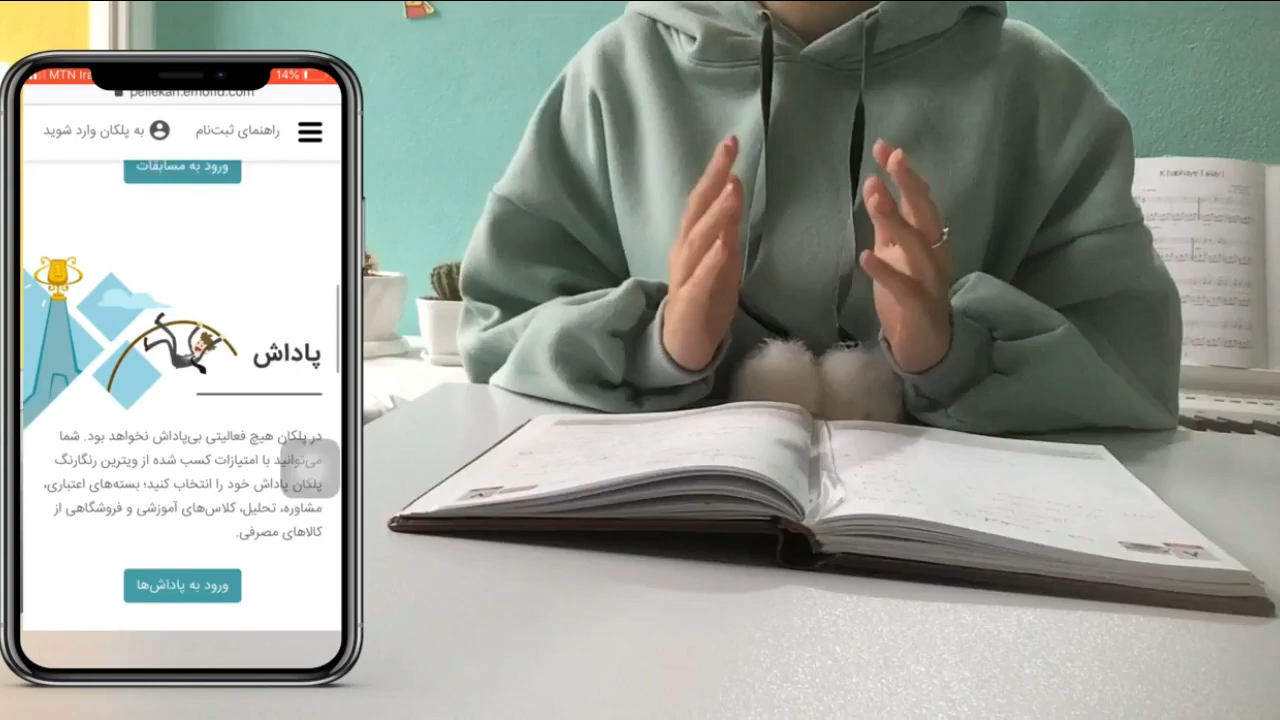 MTN Ira
14%
pellekan.emofid.com
راهنمای ثبت‌نام
به پلکان وارد شوید
ورود به مسابقات
پاداش
در پلکان هیچ فعالیتی بی‌پاداش نخواهد بود. شما
می‌توانید با امتیازات کسب شده از ویترین رنگارنگ
پلکان پاداش خود را انتخاب کنید؛ بسته‌های اعتباری،
مشاوره، تحلیل، کلاس‌های آموزشی و فروشگاهی از
کالاهای مصرفی.
ورود به پاداش‌ها